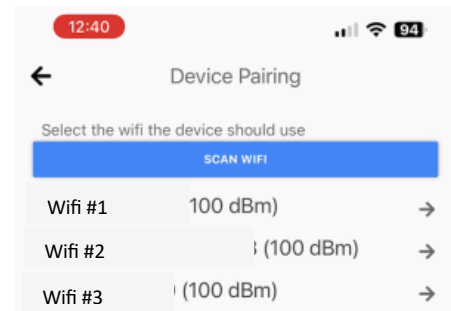 12:40 94
Device Pairing
Select the wifi the device should use
SCAN WIFI
Wifi #1 100 dBm)
Wifi #2 (100 dBm)
Wifi #3 (100 dBm)